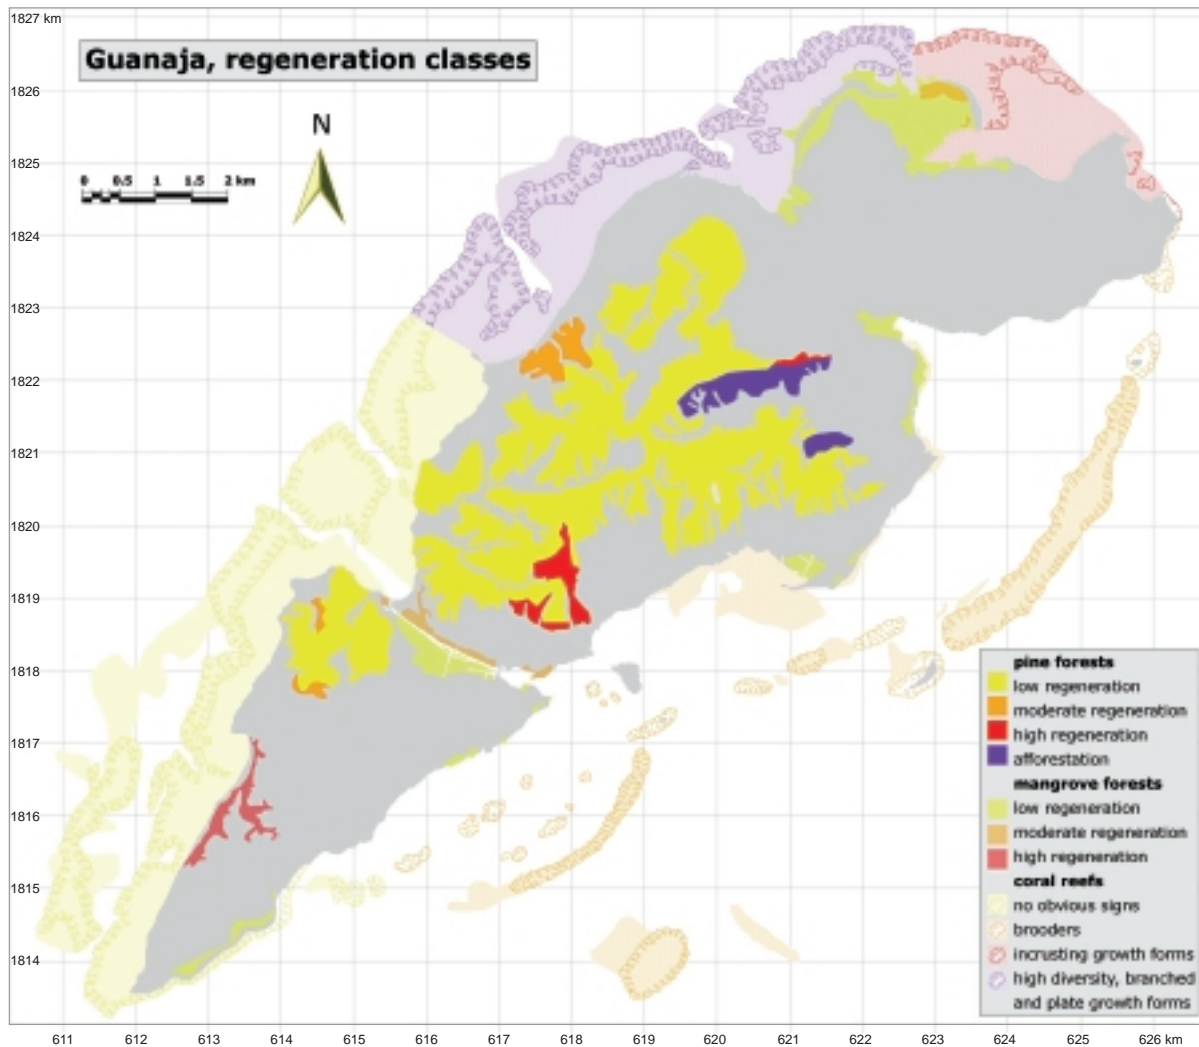 1827 km
Guanaja, regeneration classes
1826
N
1825
0 0.5 1 1.5 2 km
1824
1823
1822
1821
1820
1819
1818
1817
1816
1815
1814
pine forests
low regeneration
moderate regeneration
high regeneration
afforestation
mangrove forests
low regeneration
moderate regeneration
high regeneration
coral reefs
no obvious signs
brooders
incrusting growth forms
high diversity, branched
and plate growth forms
611 612 613 614 615 616 617 618 619 620 621 622 623 624 625 626 km